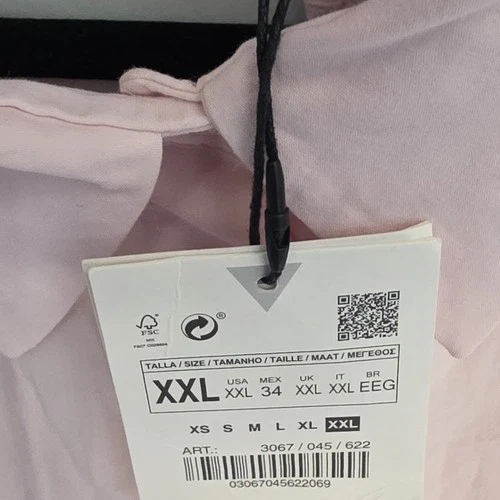 FSC
®
TALLA / SIZE / TAMANHO / TAILLE / MAAT / ΜΕΓΕΘΟΣ
XXL USA XXL MEX 34 UK XXL IT XXL BR EEG
XS S M L XL XXL
ART.: 3067 / 045 / 622
03067045622069